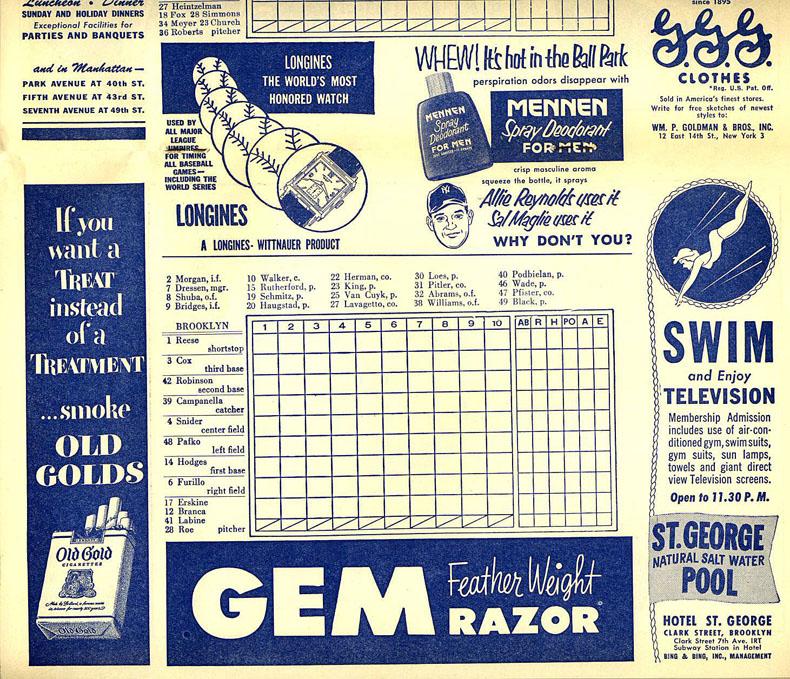 Luncheon • Dinner
SUNDAY AND HOLIDAY DINNERS
Exceptional Facilities for
PARTIES AND BANQUETS
and in Manhattan—
PARK AVENUE AT 40th ST.
FIFTH AVENUE AT 43rd ST.
SEVENTH AVENUE AT 49th ST.
If you
want a
TREAT
instead
of a
TREATMENT
...smoke
OLD
GOLDS
Old Gold
CIGARETTES
Old Gold
27 Heintzelman
18 Fox 28 Simmons
34 Meyer 23 Church
36 Roberts pitcher
LONGINES
THE WORLD'S MOST
HONORED WATCH
USED BY
ALL MAJOR
LEAGUE
UMPIRES
FOR TIMING
ALL BASEBALL
GAMES—
INCLUDING THE
WORLD SERIES
LONGINES
A LONGINES-WITTNAUER PRODUCT
WHEW! It's hot in the Ball Park
perspiration odors disappear with
MENNEN
Spray
Deodorant
FOR MEN
MENNEN
Spray Deodorant
FOR MEN
crisp masculine aroma
squeeze the bottle, it sprays
Allie Reynolds uses it
Sal Maglie uses it
WHY DON'T YOU?
2 Morgan, i.f. 10 Walker, c. 22 Herman, co. 30 Loes, p. 40 Podbielan, p.
7 Dressen, mgr. 15 Rutherford, p. 23 King, p. 31 Pitler, co. 46 Wade, p.
8 Shuba, o.f. 19 Schmitz, p. 25 Van Cuyk, p. 32 Abrams, o.f. 47 Pfister, co.
9 Bridges, i.f. 20 Haugstad, p. 27 Lavagetto, co. 38 Williams, o.f. 49 Black, p.
BROOKLYN 1 2 3 4 5 6 7 8 9 10 AB R H PO A E
1 Reese
shortstop
3 Cox
third base
42 Robinson
second base
39 Campanella
catcher
4 Snider
center field
48 Pafko
left field
14 Hodges
first base
6 Furillo
right field
17 Erskine
12 Branca
41 Labine
28 Roe pitcher
GEM Feather Weight
RAZOR
since 1895
G.G.G.
CLOTHES
*Reg. U.S. Pat. Off.
Sold in America's finest stores.
Write for free sketches of newest
styles to:
WM. P. GOLDMAN & BROS., INC.
12 East 14th St., New York 3
SWIM
and Enjoy
TELEVISION
Membership Admission
includes use of air-con-
ditioned gym, swim suits,
gym suits, sun lamps,
towels and giant direct
view Television screens.
Open to 11.30 P. M.
ST. GEORGE
NATURAL SALT WATER
POOL
HOTEL ST. GEORGE
CLARK STREET, BROOKLYN
Clark Street 7th Ave. IRT
Subway Station in Hotel
BING & BING, INC., MANAGEMENT